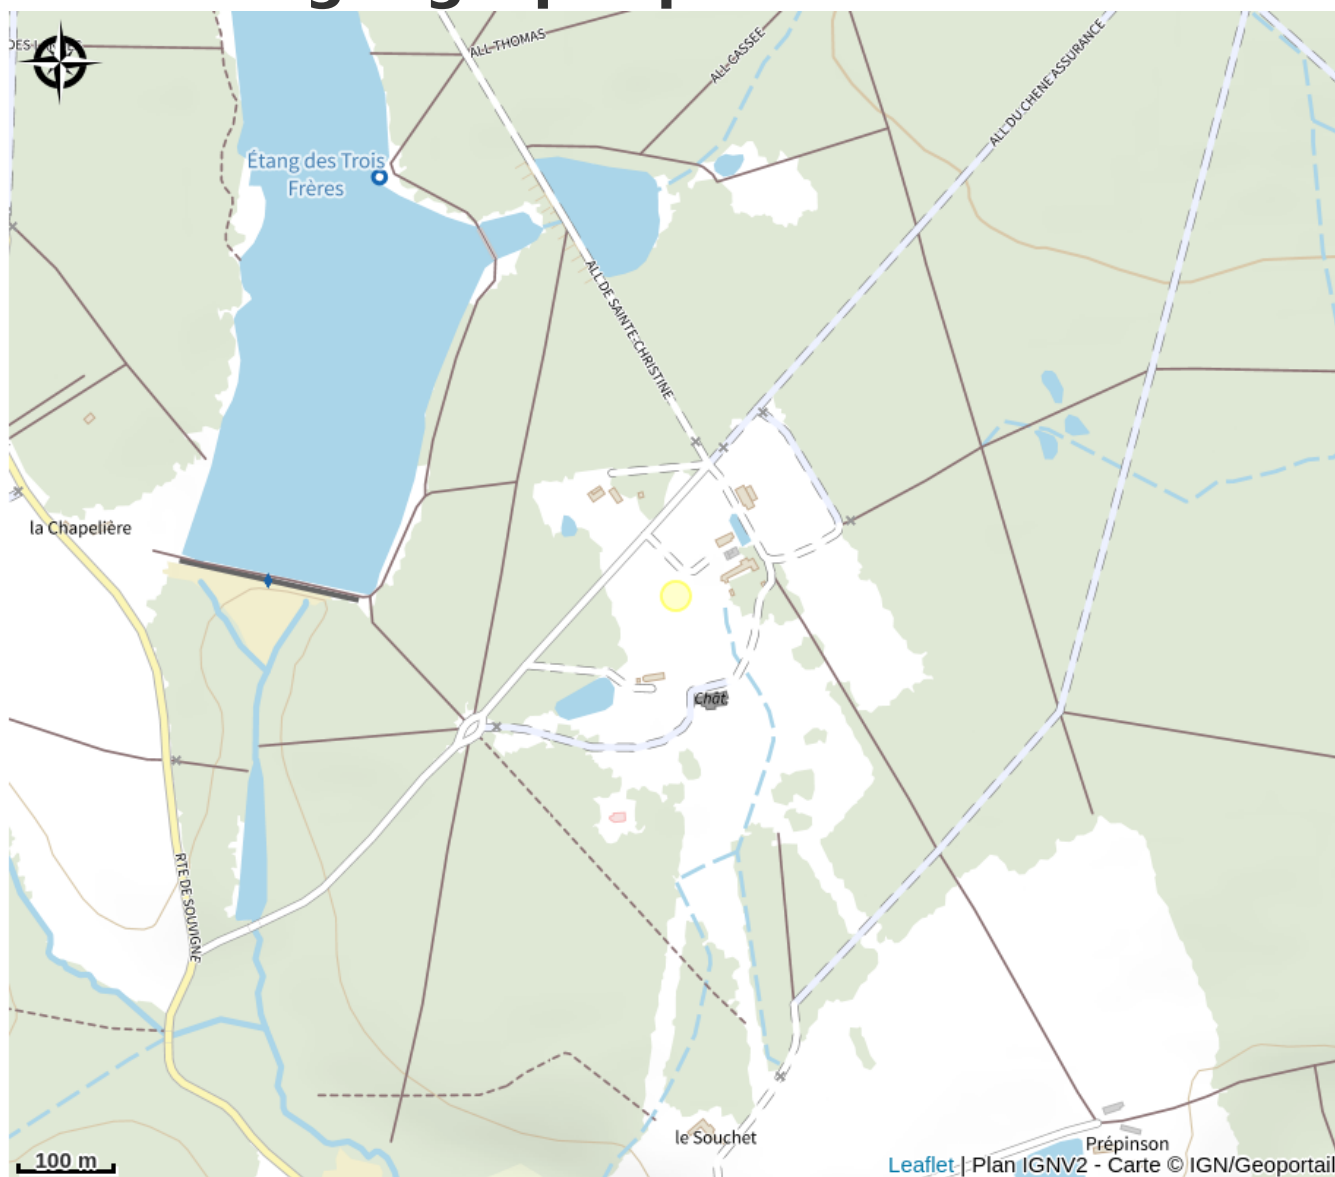 ALL THOMAS
ALL CASSEE
ALL DU CHENE ASSURANCE
Étang des Trois
Frères
ALL DE SAINTE-CHRISTINE
la Chapelière
Chât.
RTE DE SOUVIGNE
le Souchet
Prépinson
100 m
Leaflet | Plan IGNV2 - Carte © IGN/Geoportail